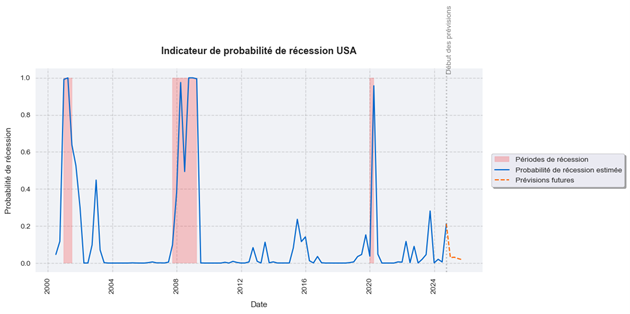 Indicateur de probabilité de récession USA
Début des prévisions
Probabilité de récession
1.0
0.8
0.6
0.4
0.2
0.0
2000
2004
2008
2012
2016
2020
2024
Date
Périodes de récession
Probabilité de récession estimée
Prévisions futures